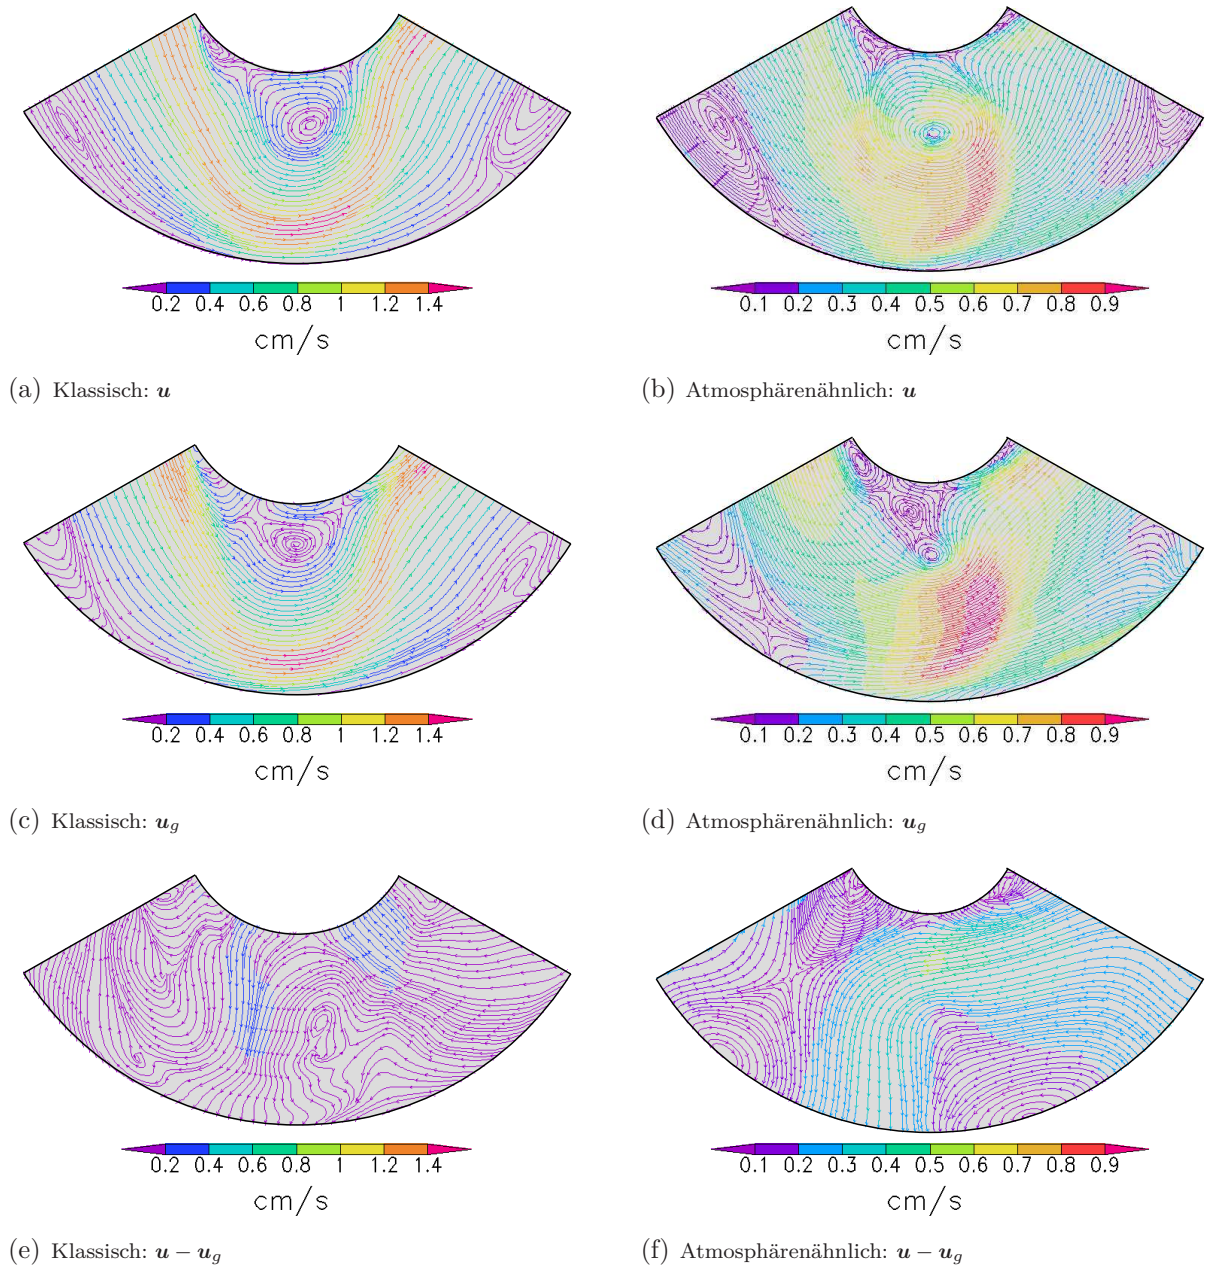 0.2 0.4 0.6 0.8 1 1.2 1.4
cm/s
0.1 0.2 0.3 0.4 0.5 0.6 0.7 0.8 0.9
cm/s
(a) Klassisch: u
(b) Atmosphärenähnlich: u
0.2 0.4 0.6 0.8 1 1.2 1.4
cm/s
0.1 0.2 0.3 0.4 0.5 0.6 0.7 0.8 0.9
cm/s
(c) Klassisch: u_g
(d) Atmosphärenähnlich: u_g
0.2 0.4 0.6 0.8 1 1.2 1.4
cm/s
0.1 0.2 0.3 0.4 0.5 0.6 0.7 0.8 0.9
cm/s
(e) Klassisch: u − u_g
(f) Atmosphärenähnlich: u − u_g